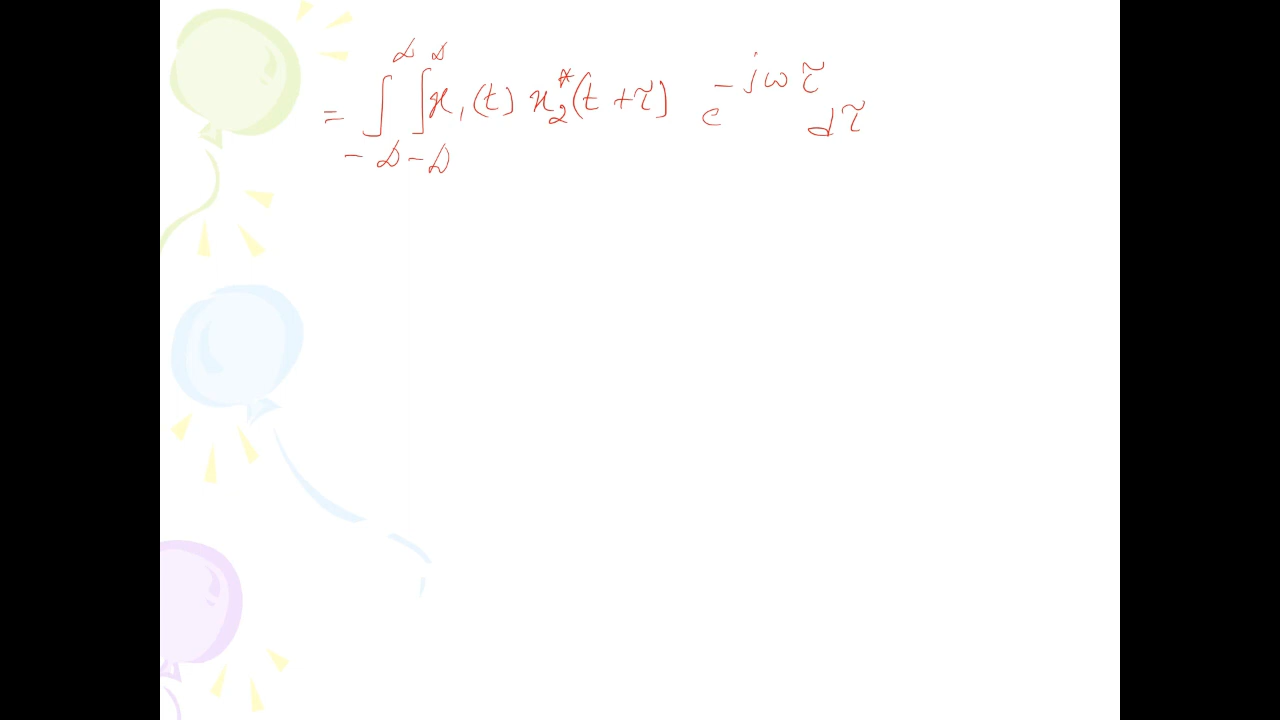 = ∫_{-∞}^{∞} ∫_{-∞}^{∞} x₁(t) x₂*(t+τ) e^{-jωτ} dτ